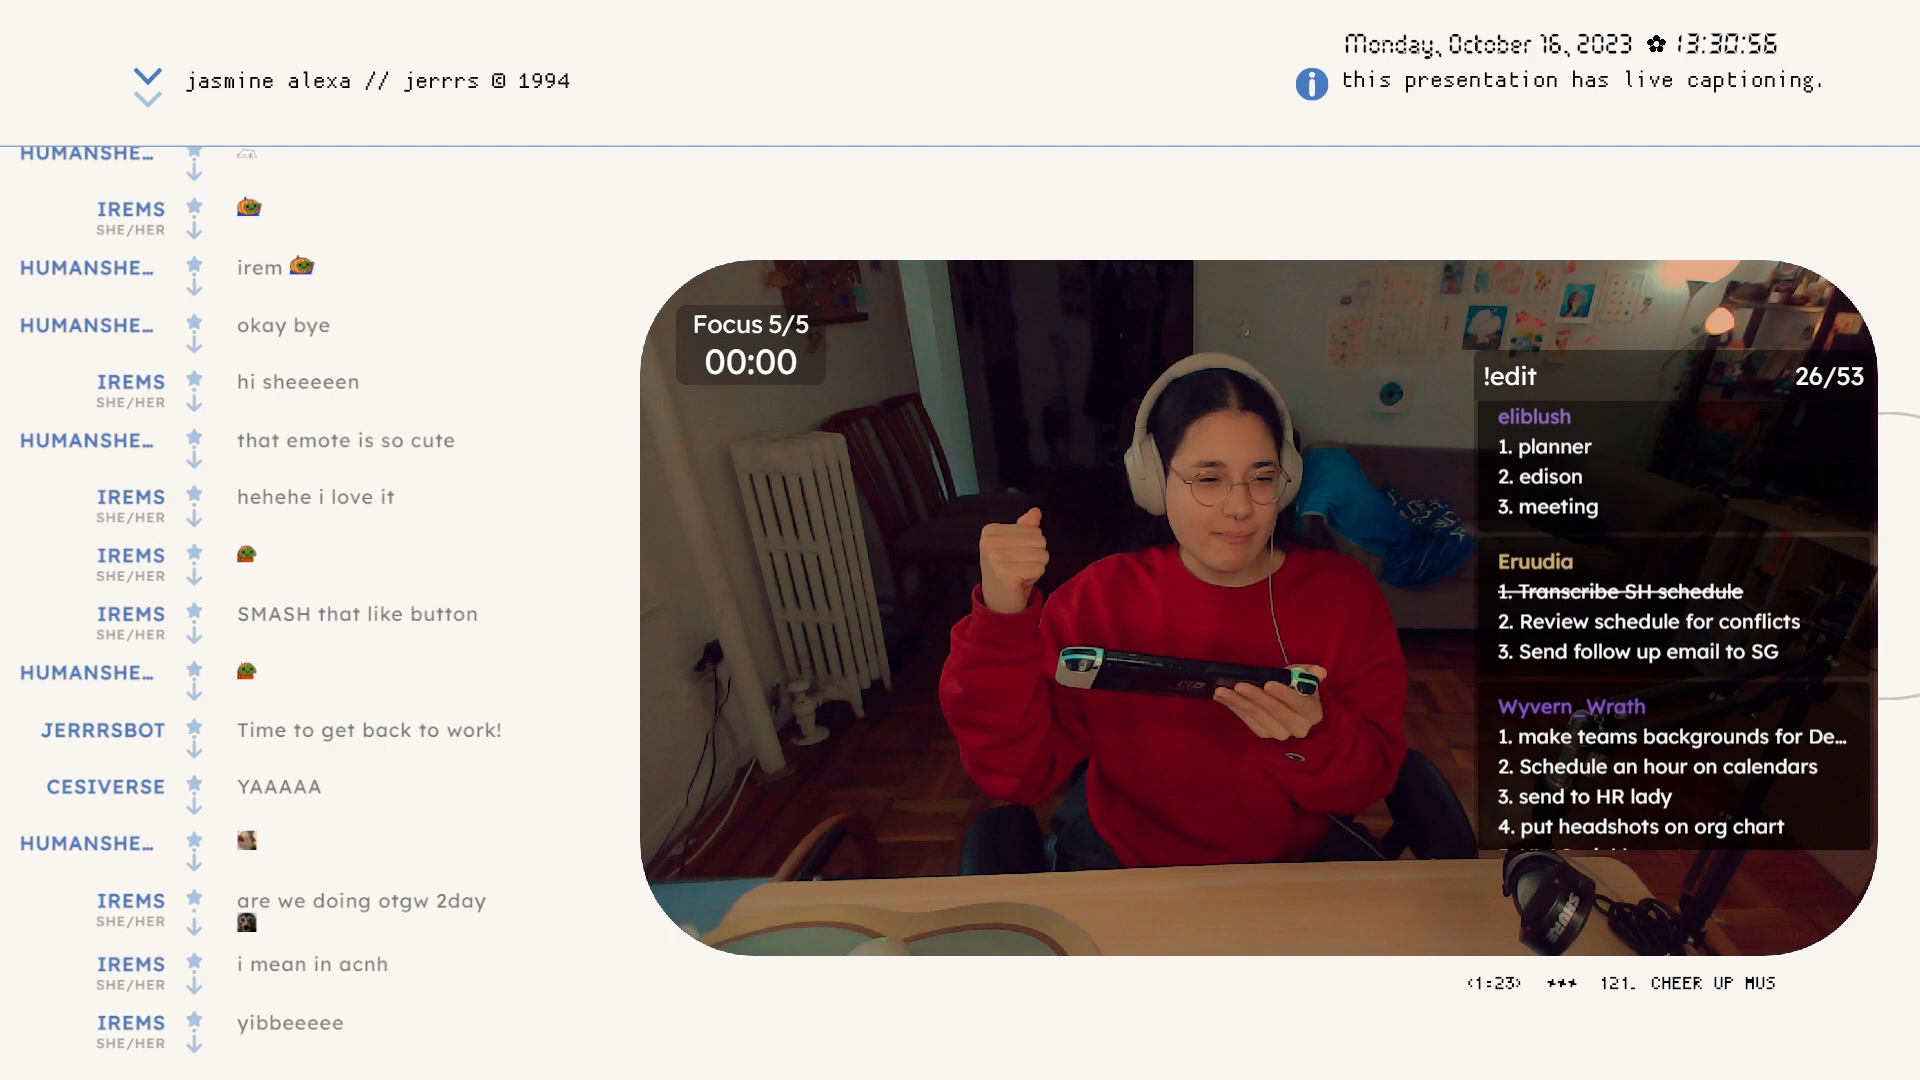 jasmine alexa // jerrrs © 1994
Monday, October 16, 2023 ✿ 13:30:56
this presentation has live captioning.
HUMANSHE…
IREMS
SHE/HER
HUMANSHE… irem
HUMANSHE… okay bye
IREMS hi sheeeeen
SHE/HER
HUMANSHE… that emote is so cute
IREMS hehehe i love it
SHE/HER
IREMS
SHE/HER
IREMS SMASH that like button
SHE/HER
HUMANSHE…
JERRRSBOT Time to get back to work!
CESIVERSE YAAAAA
HUMANSHE…
IREMS are we doing otgw 2day
SHE/HER
IREMS i mean in acnh
SHE/HER
IREMS yibbeeeee
SHE/HER
Focus 5/5
00:00
!edit 26/53
eliblush
1. planner
2. edison
3. meeting
Eruudia
1. Transcribe SH schedule
2. Review schedule for conflicts
3. Send follow up email to SG
Wyvern_Wrath
1. make teams backgrounds for De…
2. Schedule an hour on calendars
3. send to HR lady
4. put headshots on org chart
SHURE
<1:23> *** 121. CHEER UP MUS